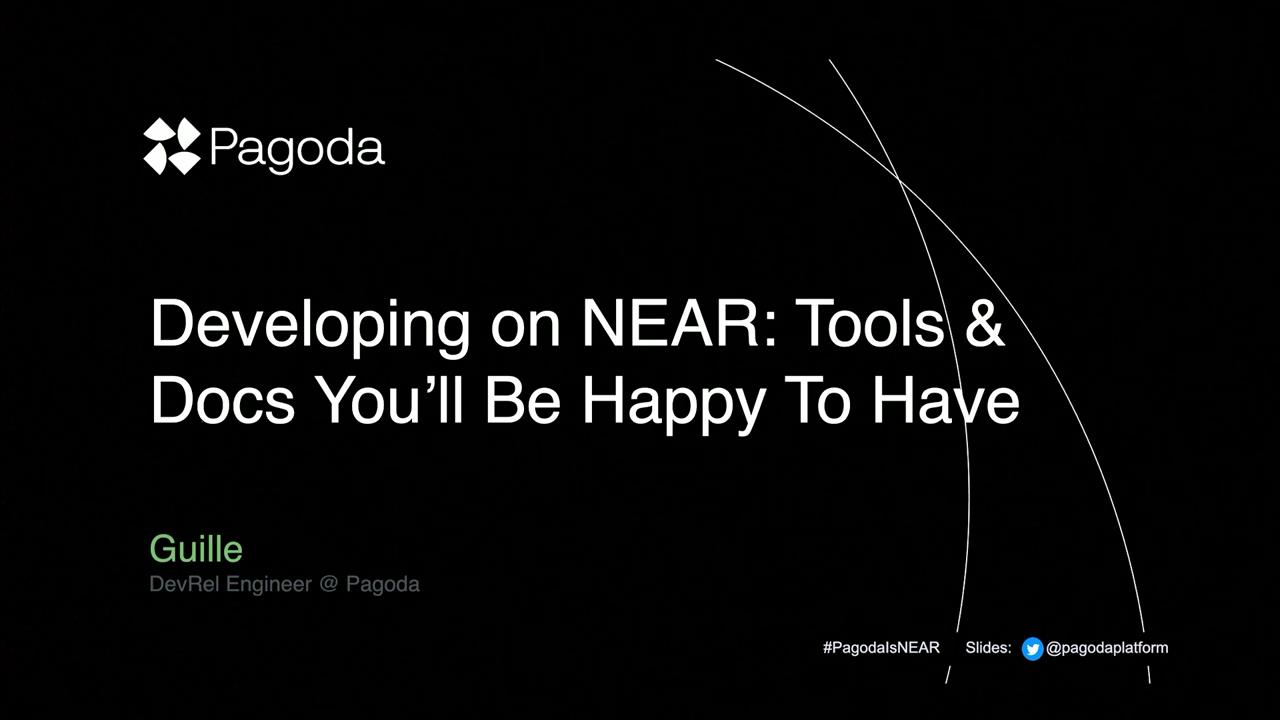 Pagoda
Developing on NEAR: Tools &
Docs You’ll Be Happy To Have
Guille
DevRel Engineer @ Pagoda
#PagodaIsNEAR Slides: @pagodaplatform